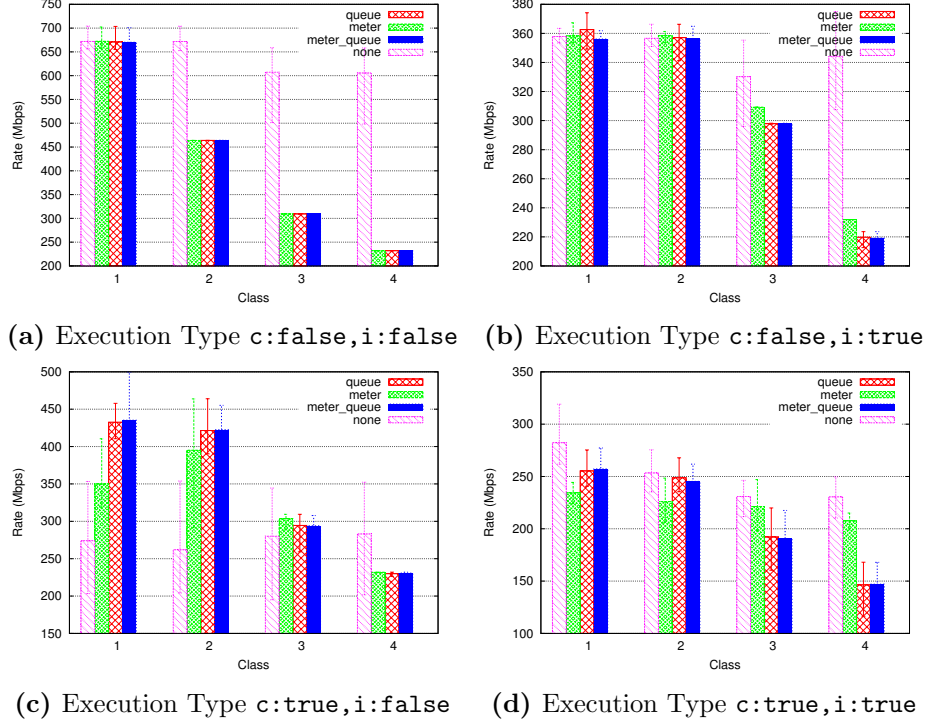 750
700
650
600
550
500
450
400
350
300
250
200
Rate (Mbps)
queue
meter
meter_queue
none
1 2 3 4
Class
(a) Execution Type c:false,i:false
380
360
340
320
300
280
260
240
220
200
Rate (Mbps)
queue
meter
meter_queue
none
1 2 3 4
Class
(b) Execution Type c:false,i:true
500
450
400
350
300
250
200
150
Rate (Mbps)
queue
meter
meter_queue
none
1 2 3 4
Class
(c) Execution Type c:true,i:false
350
300
250
200
150
100
Rate (Mbps)
queue
meter
meter_queue
none
1 2 3 4
Class
(d) Execution Type c:true,i:true